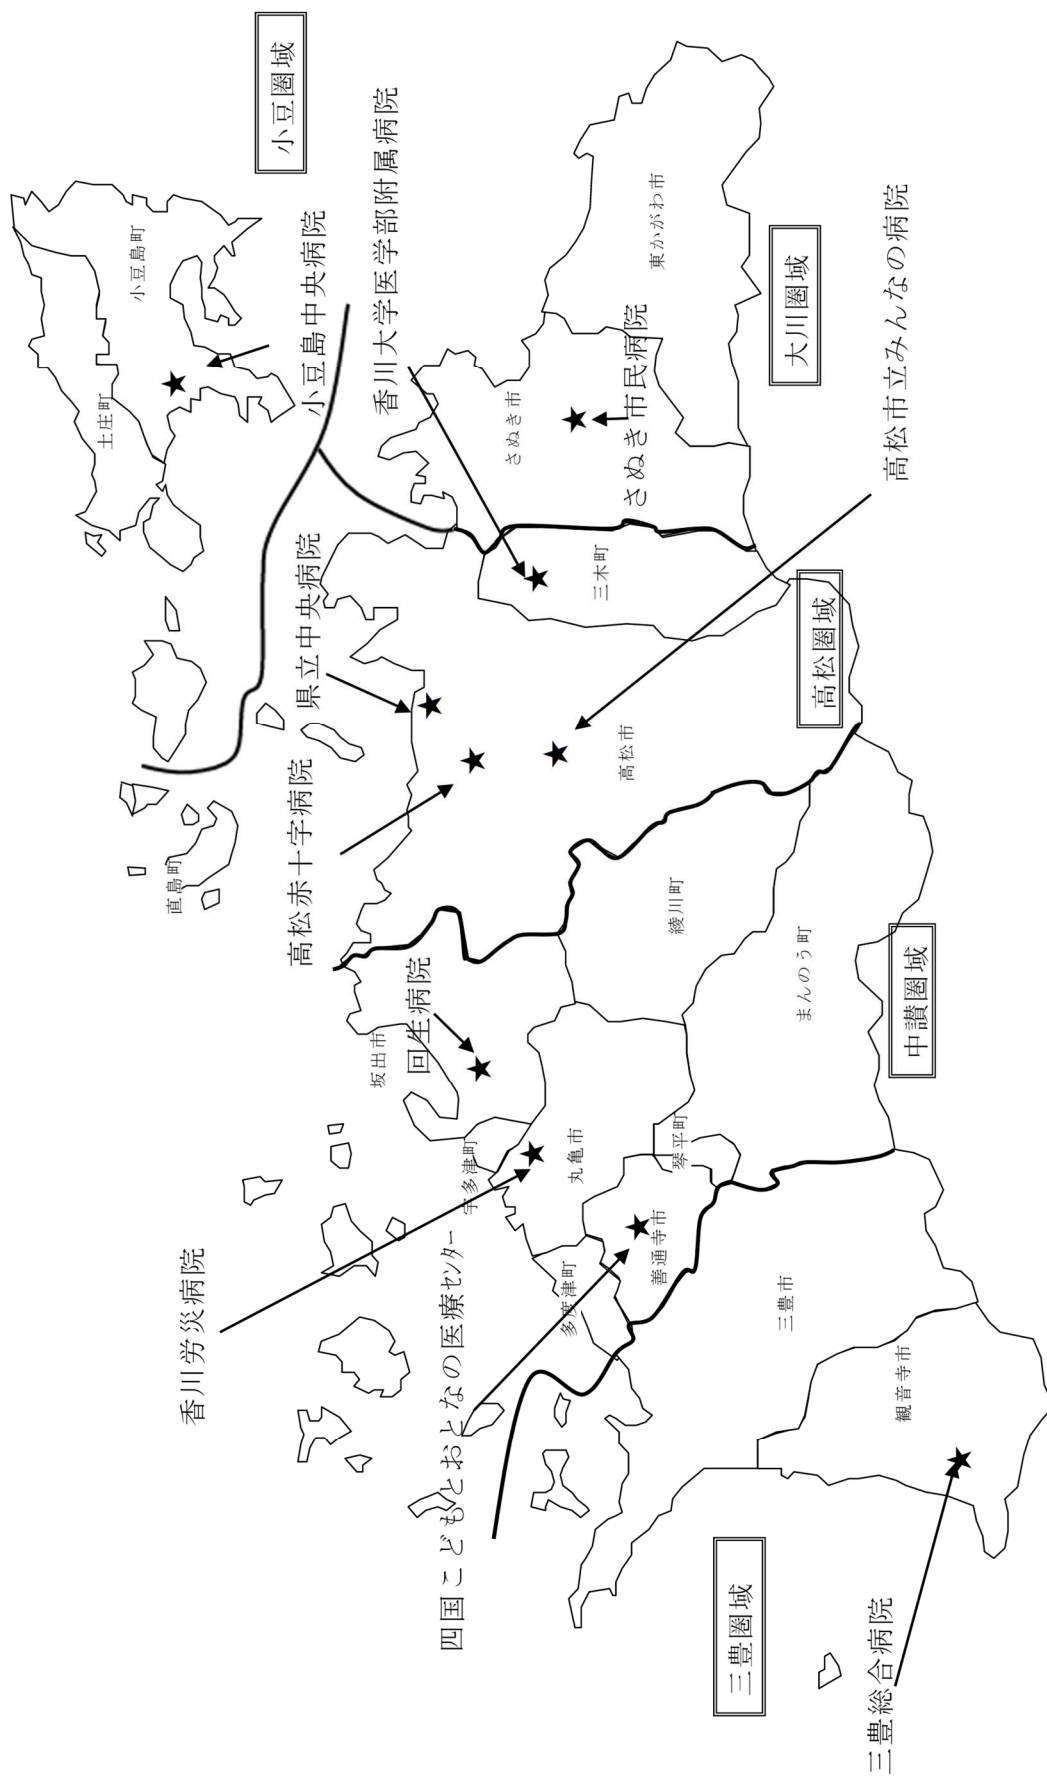 小豆圏域
小豆島町
土庄町
小豆島中央病院
香川大学医学部附属病院
東かがわ市
さぬき市
さぬき市民病院
大川圏域
高松市立みんなの病院
三木町
県立中央病院
高松圏域
高松市
高松赤十字病院
直島町
綾川町
まんのう町
中讃圏域
回生病院
坂出市
宇多津町
丸亀市
琴平町
善通寺市
多度津町
香川労災病院
四国こどもとおとなの医療センター
三豊市
観音寺市
三豊圏域
三豊総合病院